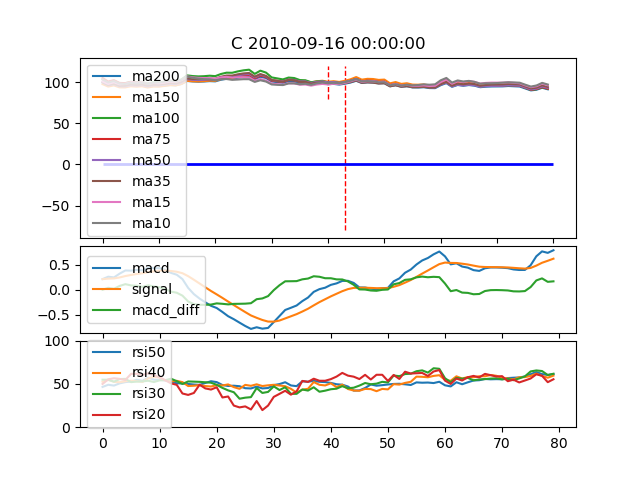 C 2010-09-16 00:00:00
100
50
0
−50
ma200
ma150
ma100
ma75
ma50
ma35
ma15
ma10
0.5
0.0
−0.5
macd
signal
macd_diff
100
50
0
rsi50
rsi40
rsi30
rsi20
0 10 20 30 40 50 60 70 80